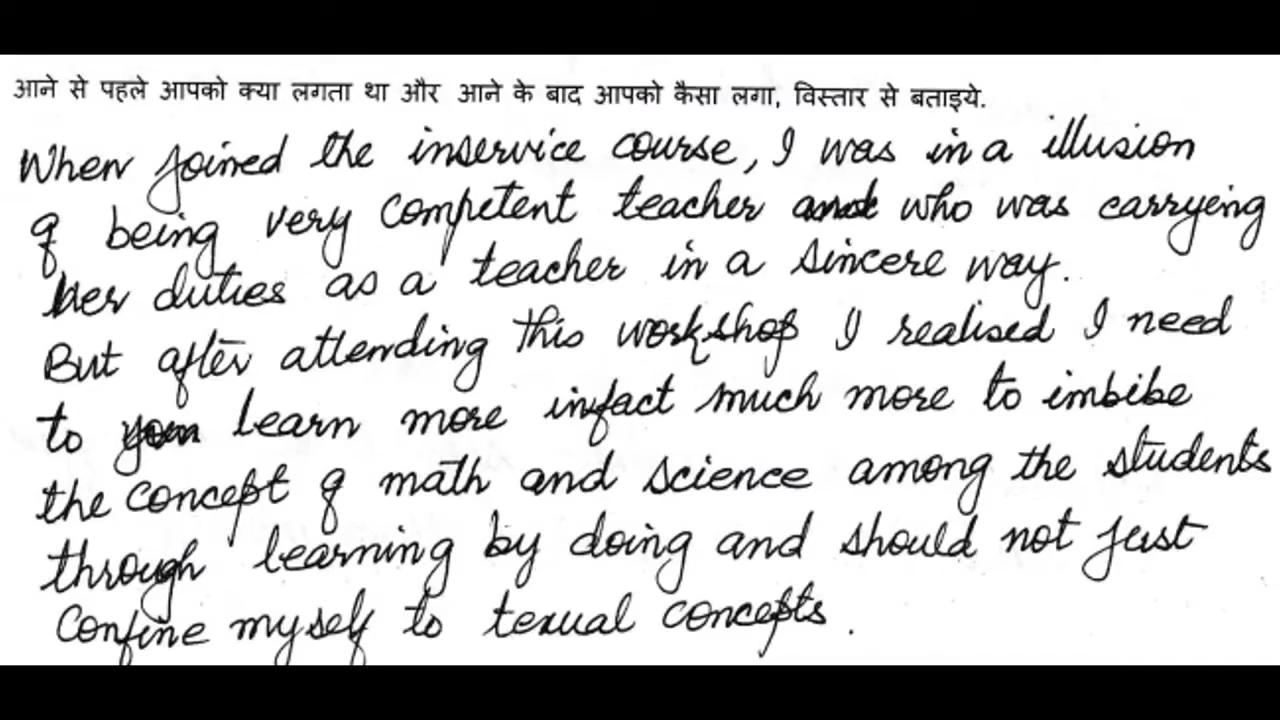 आने से पहले आपको क्या लगता था और आने के बाद आपको कैसा लगा, विस्तार से बताइये.
When joined the inservice course, I was in a illusion
of being very competent teacher who was carryeing
her duties as a teacher in a sincere way.
But after attending this workshop I realised I need
to learn more infact much more to imbibe
the concept of math and science among the students
through learning by doing and should not just
confine myself to texual concepts.